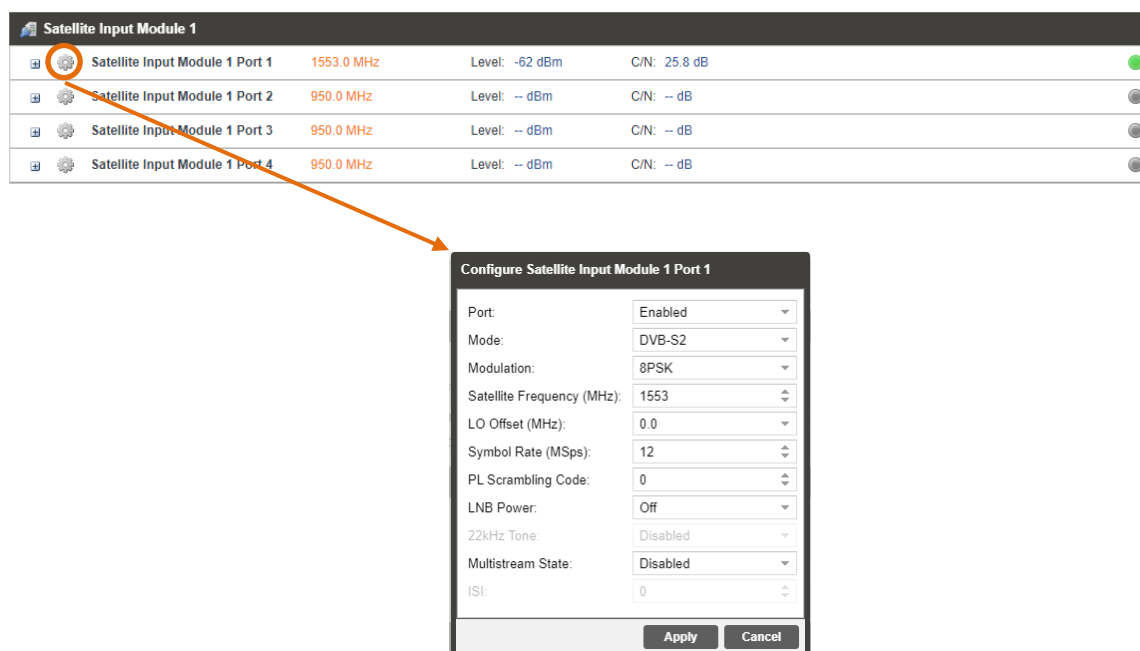 Satellite Input Module 1
Satellite Input Module 1 Port 1 1553.0 MHz Level: -62 dBm C/N: 25.8 dB
Satellite Input Module 1 Port 2 950.0 MHz Level: -- dBm C/N: -- dB
Satellite Input Module 1 Port 3 950.0 MHz Level: -- dBm C/N: -- dB
Satellite Input Module 1 Port 4 950.0 MHz Level: -- dBm C/N: -- dB
Configure Satellite Input Module 1 Port 1
Port: Enabled
Mode: DVB-S2
Modulation: 8PSK
Satellite Frequency (MHz): 1553
LO Offset (MHz): 0.0
Symbol Rate (MSps): 12
PL Scrambling Code: 0
LNB Power: Off
22kHz Tone: Disabled
Multistream State: Disabled
ISI: 0
Apply Cancel